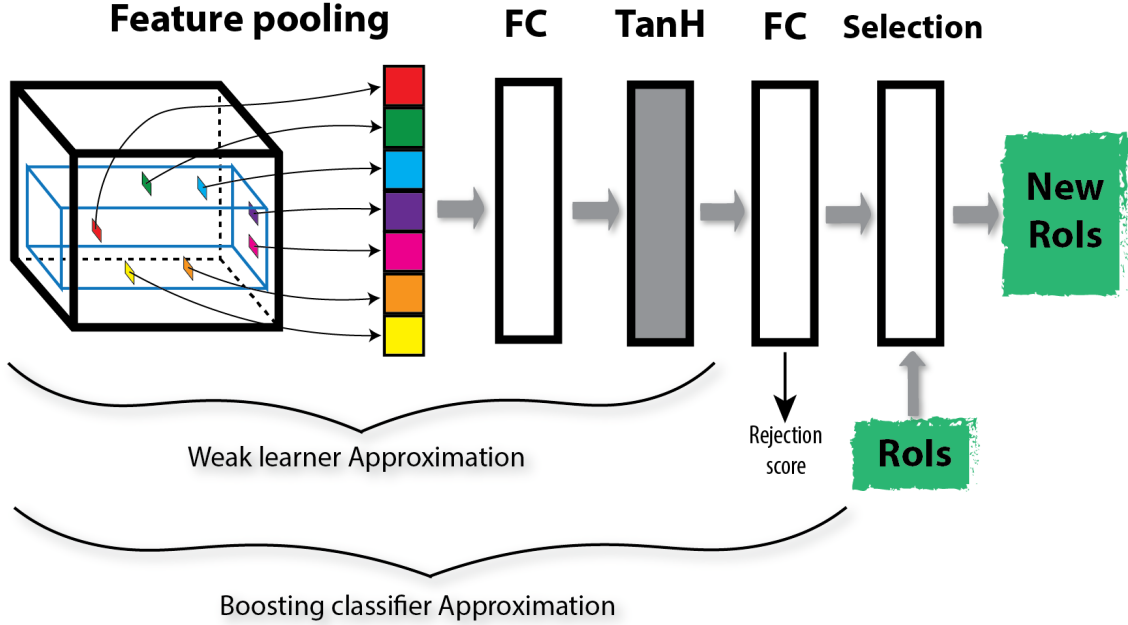 Feature pooling
FC
TanH
FC
Selection
New
RoIs
Rejection
score
RoIs
Weak learner Approximation
Boosting classifier Approximation